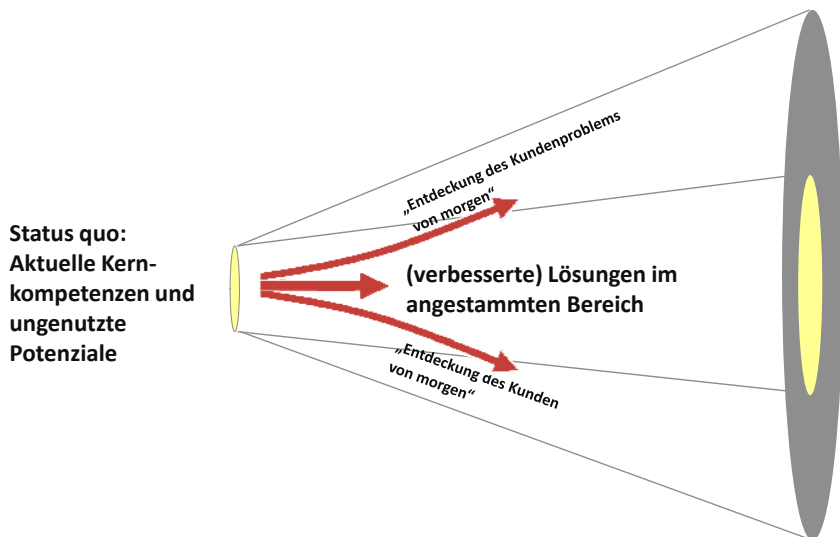 „Entdeckung des Kundenproblems
von morgen“
Status quo:
Aktuelle Kern-
kompetenzen und
ungenutzte
Potenziale
(verbesserte) Lösungen im
angestammten Bereich
„Entdeckung des Kunden
von morgen“